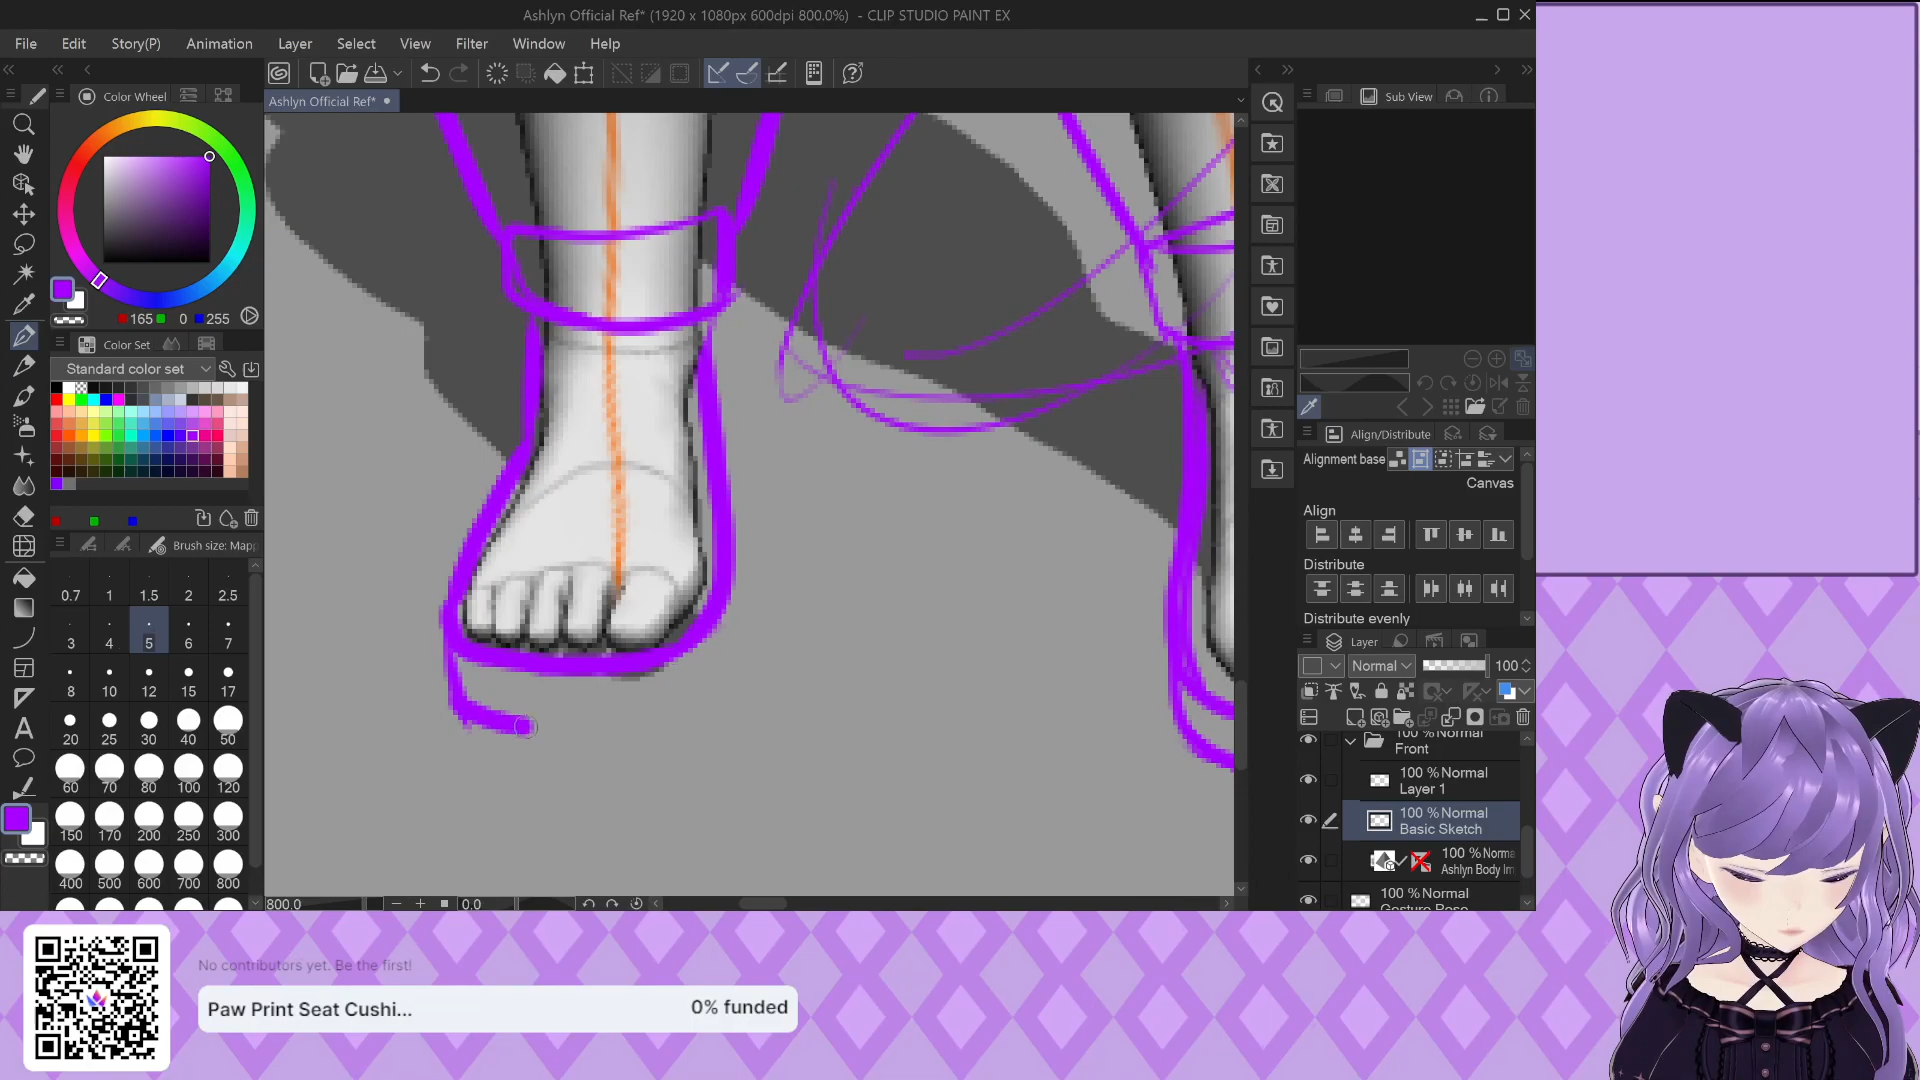 Ashlyn Official Ref* (1920 x 1080px 600dpi 800.0%) - CLIP STUDIO PAINT EX
File Edit Story(P) Animation Layer Select View Filter Window Help
Ashlyn Official Ref*
Color Wheel
165 0 255
Color Set
Standard color set
Brush size: Mapp
0.7 1 1.5 2 2.5
3 4 5 6 7
8 10 12 15 17
20 25 30 40 50
60 70 80 100 120
150 170 200 250 300
400 500 600 700 800
800.0
0.0
Sub View
Align/Distribute
Alignment base
Canvas
Align
Distribute
Distribute evenly
Layer
Normal
100
100 % Normal
Front
100 % Normal
Layer 1
100 % Normal
Basic Sketch
100 % Norma
Ashlyn Body Im
100 % Normal
Gesture Pose
No contributors yet. Be the first!
Paw Print Seat Cushi... 0% funded